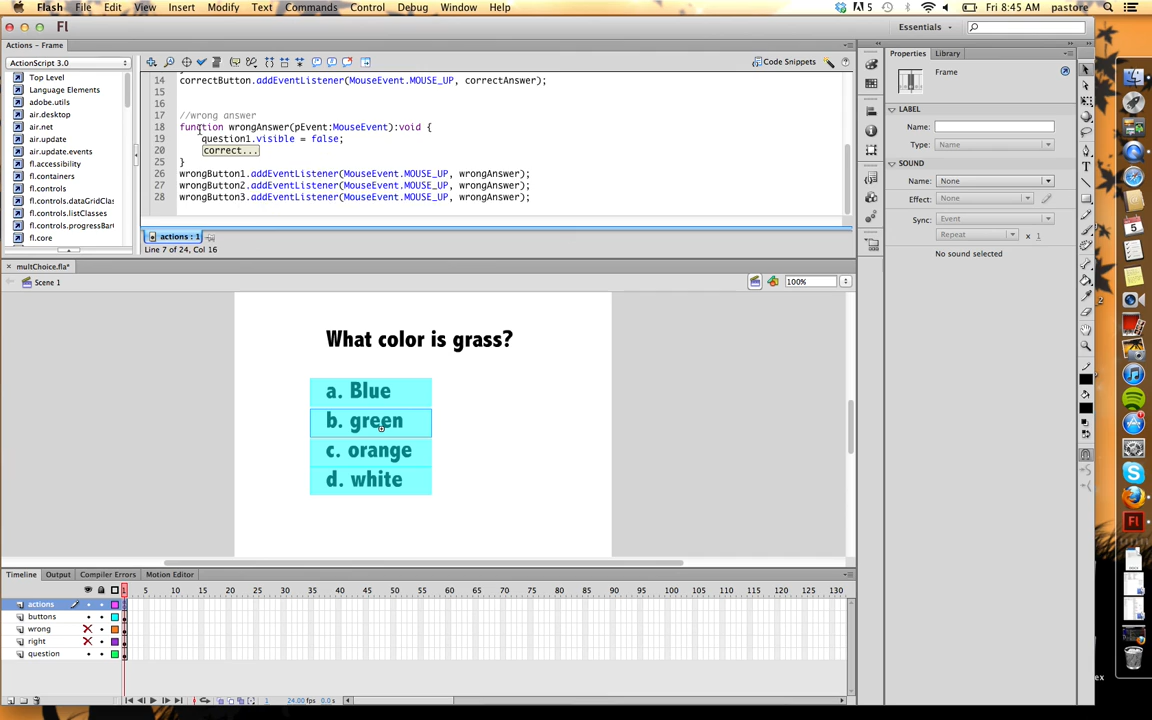 Flash File Edit View Insert Modify Text Commands Control Debug Window Help 5 Fri 8:45 AM pastore
Fl Essentials
Actions - Frame
ActionScript 3.0
Code Snippets
Top Level
Language Elements
adobe.utils
air.desktop
air.net
air.update
air.update.events
fl.accessibility
fl.containers
fl.controls
fl.controls.dataGridClas
fl.controls.listClasses
fl.controls.progressBar
fl.core
14 correctButton.addEventListener(MouseEvent.MOUSE_UP, correctAnswer);
15
16
17 //wrong answer
18 function wrongAnswer(pEvent:MouseEvent):void {
19 question1.visible = false;
20 correct...
25 }
26 wrongButton1.addEventListener(MouseEvent.MOUSE_UP, wrongAnswer);
27 wrongButton2.addEventListener(MouseEvent.MOUSE_UP, wrongAnswer);
28 wrongButton3.addEventListener(MouseEvent.MOUSE_UP, wrongAnswer);
actions : 1
Line 7 of 24, Col 16
Properties Library
Frame
LABEL
Name:
Type:
SOUND
Name: None
Effect: None
Sync: Event
Repeat x 1
No sound selected
multChoice.fla*
Scene 1
100%
What color is grass?
a. Blue
b. green
c. orange
d. white
Timeline Output Compiler Errors Motion Editor
1 5 10 15 20 25 30 35 40 45 50 55 60 65 70 75 80 85 90 95 100 105 110 115 120 125 130
actions
buttons
wrong
right
question
1 24.00 fps 0.0 s